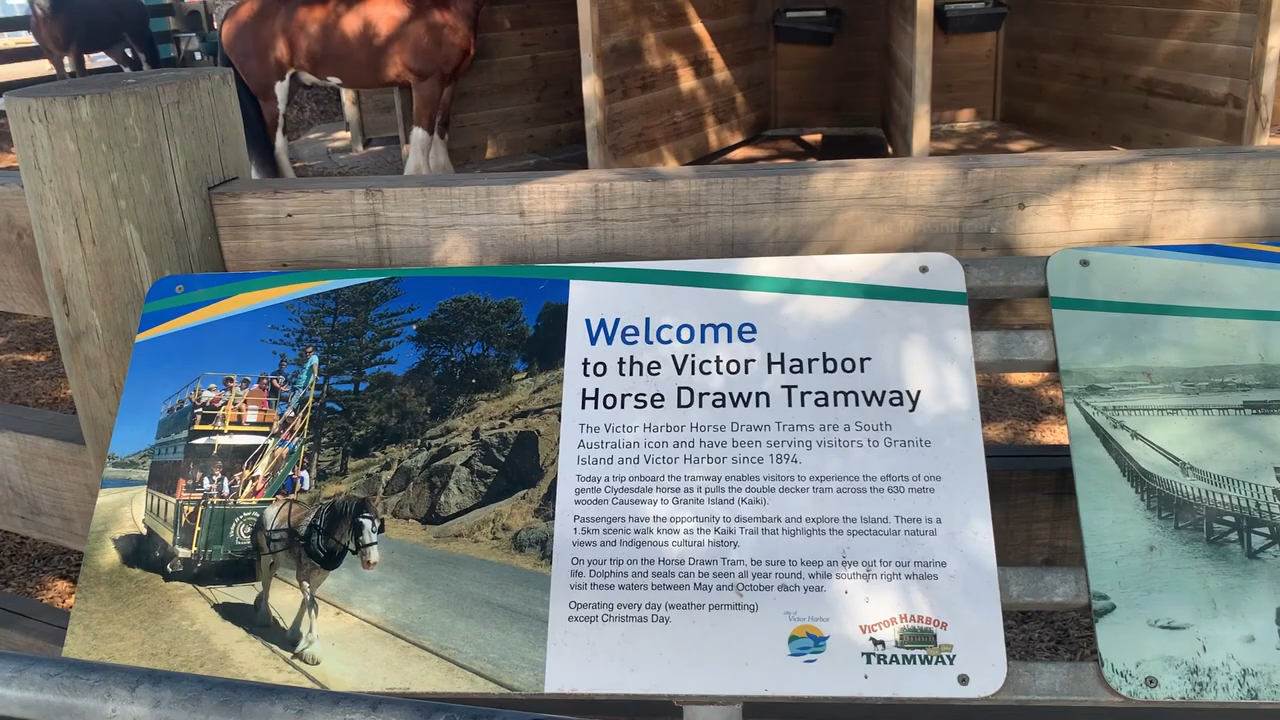 Welcome
to the Victor Harbor
Horse Drawn Tramway
The Victor Harbor Horse Drawn Trams are a South
Australian icon and have been serving visitors to Granite
Island and Victor Harbor since 1894.
Today a trip onboard the tramway enables visitors to experience the efforts of one
gentle Clydesdale horse as it pulls the double decker tram across the 630 metre
wooden Causeway to Granite Island (Kaiki).
Passengers have the opportunity to disembark and explore the Island. There is a
1.5km scenic walk know as the Kaiki Trail that highlights the spectacular natural
views and Indigenous cultural history.
On your trip on the Horse Drawn Tram, be sure to keep an eye out for our marine
life. Dolphins and seals can be seen all year round, while southern right whales
visit these waters between May and October each year.
Operating every day (weather permitting)
except Christmas Day.
city of
Victor Harbor
VICTOR HARBOR
TRAMWAY